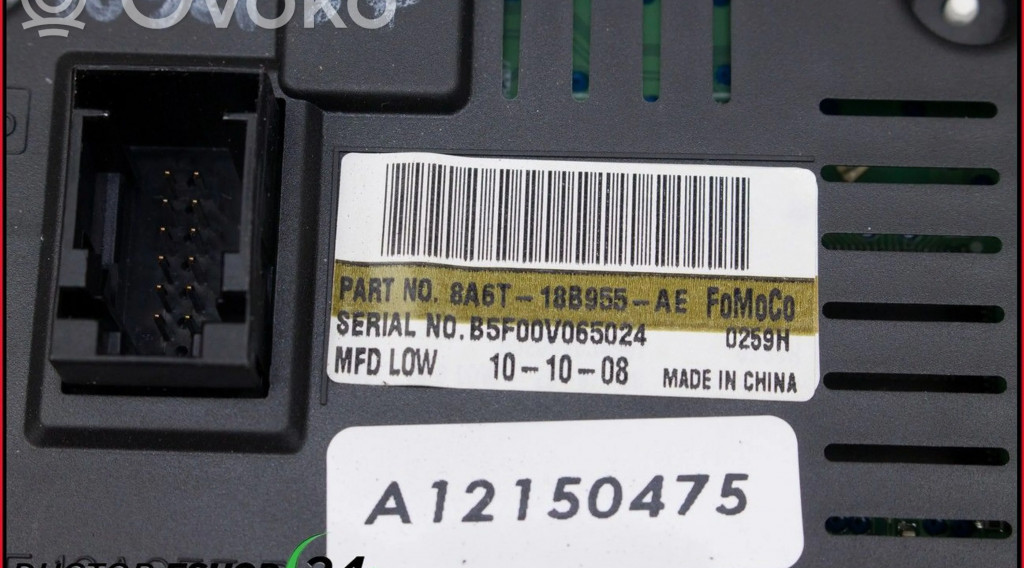 Ovoko
PART NO. 8A6T-18B955-AE FoMoCo
SERIAL NO. B5F00V065024 0259H
MFD LOW 10-10-08 MADE IN CHINA
A12150475
24